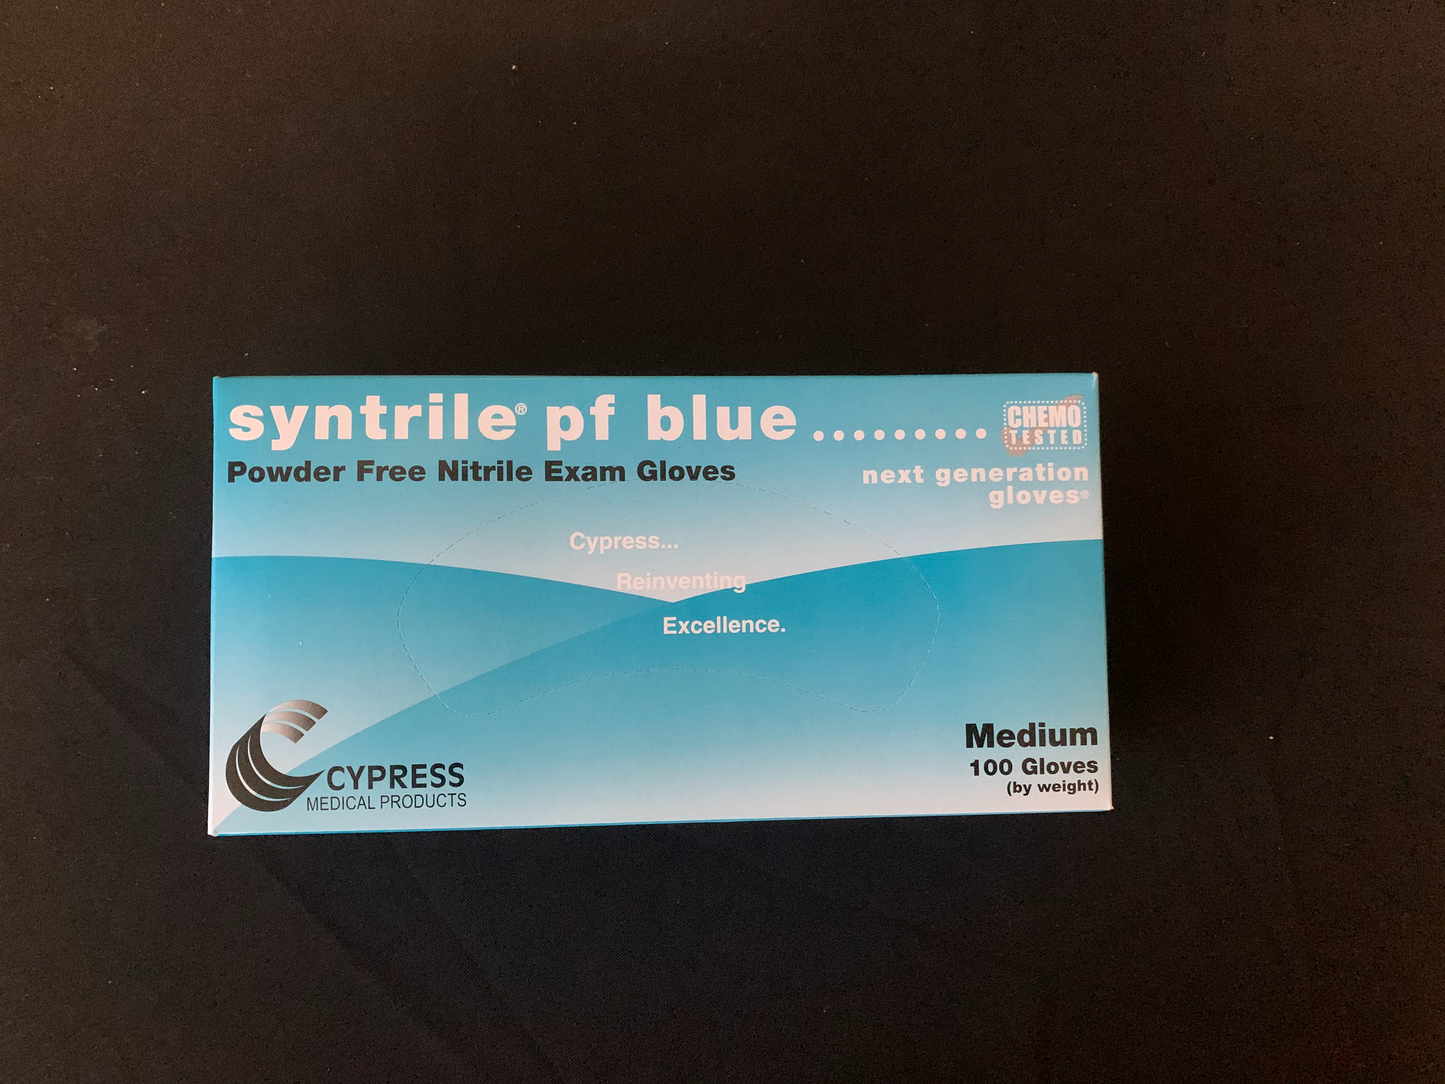 syntrile® pf blue .........
CHEMO
TESTED
Powder Free Nitrile Exam Gloves
next generation
gloves®
Cypress...
Reinventing
Excellence.
CYPRESS
MEDICAL PRODUCTS
Medium
100 Gloves
(by weight)